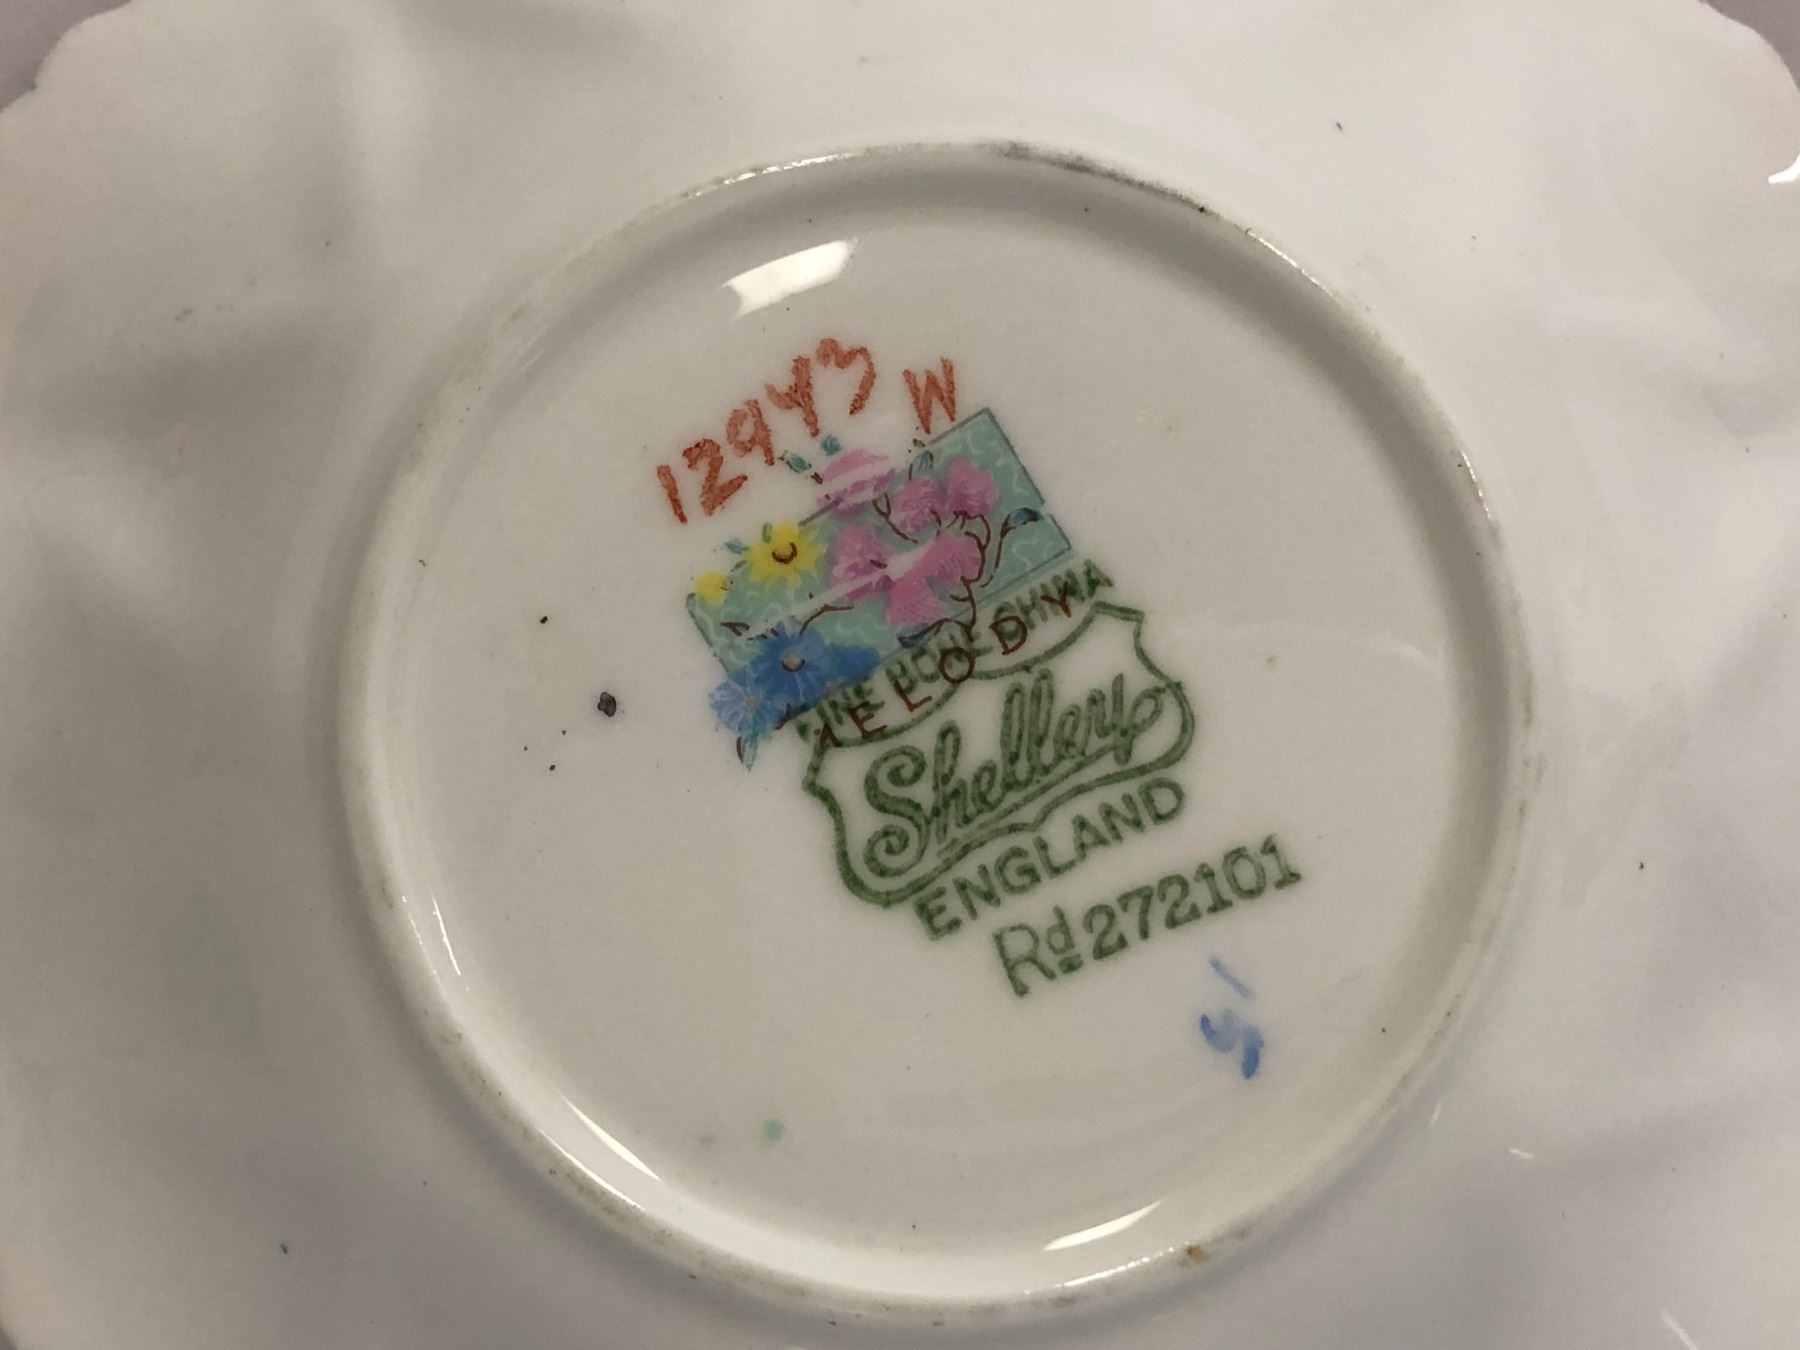 12943 W
FINE BONE CHINA
MELODY
Shelley
ENGLAND
Rd 272101